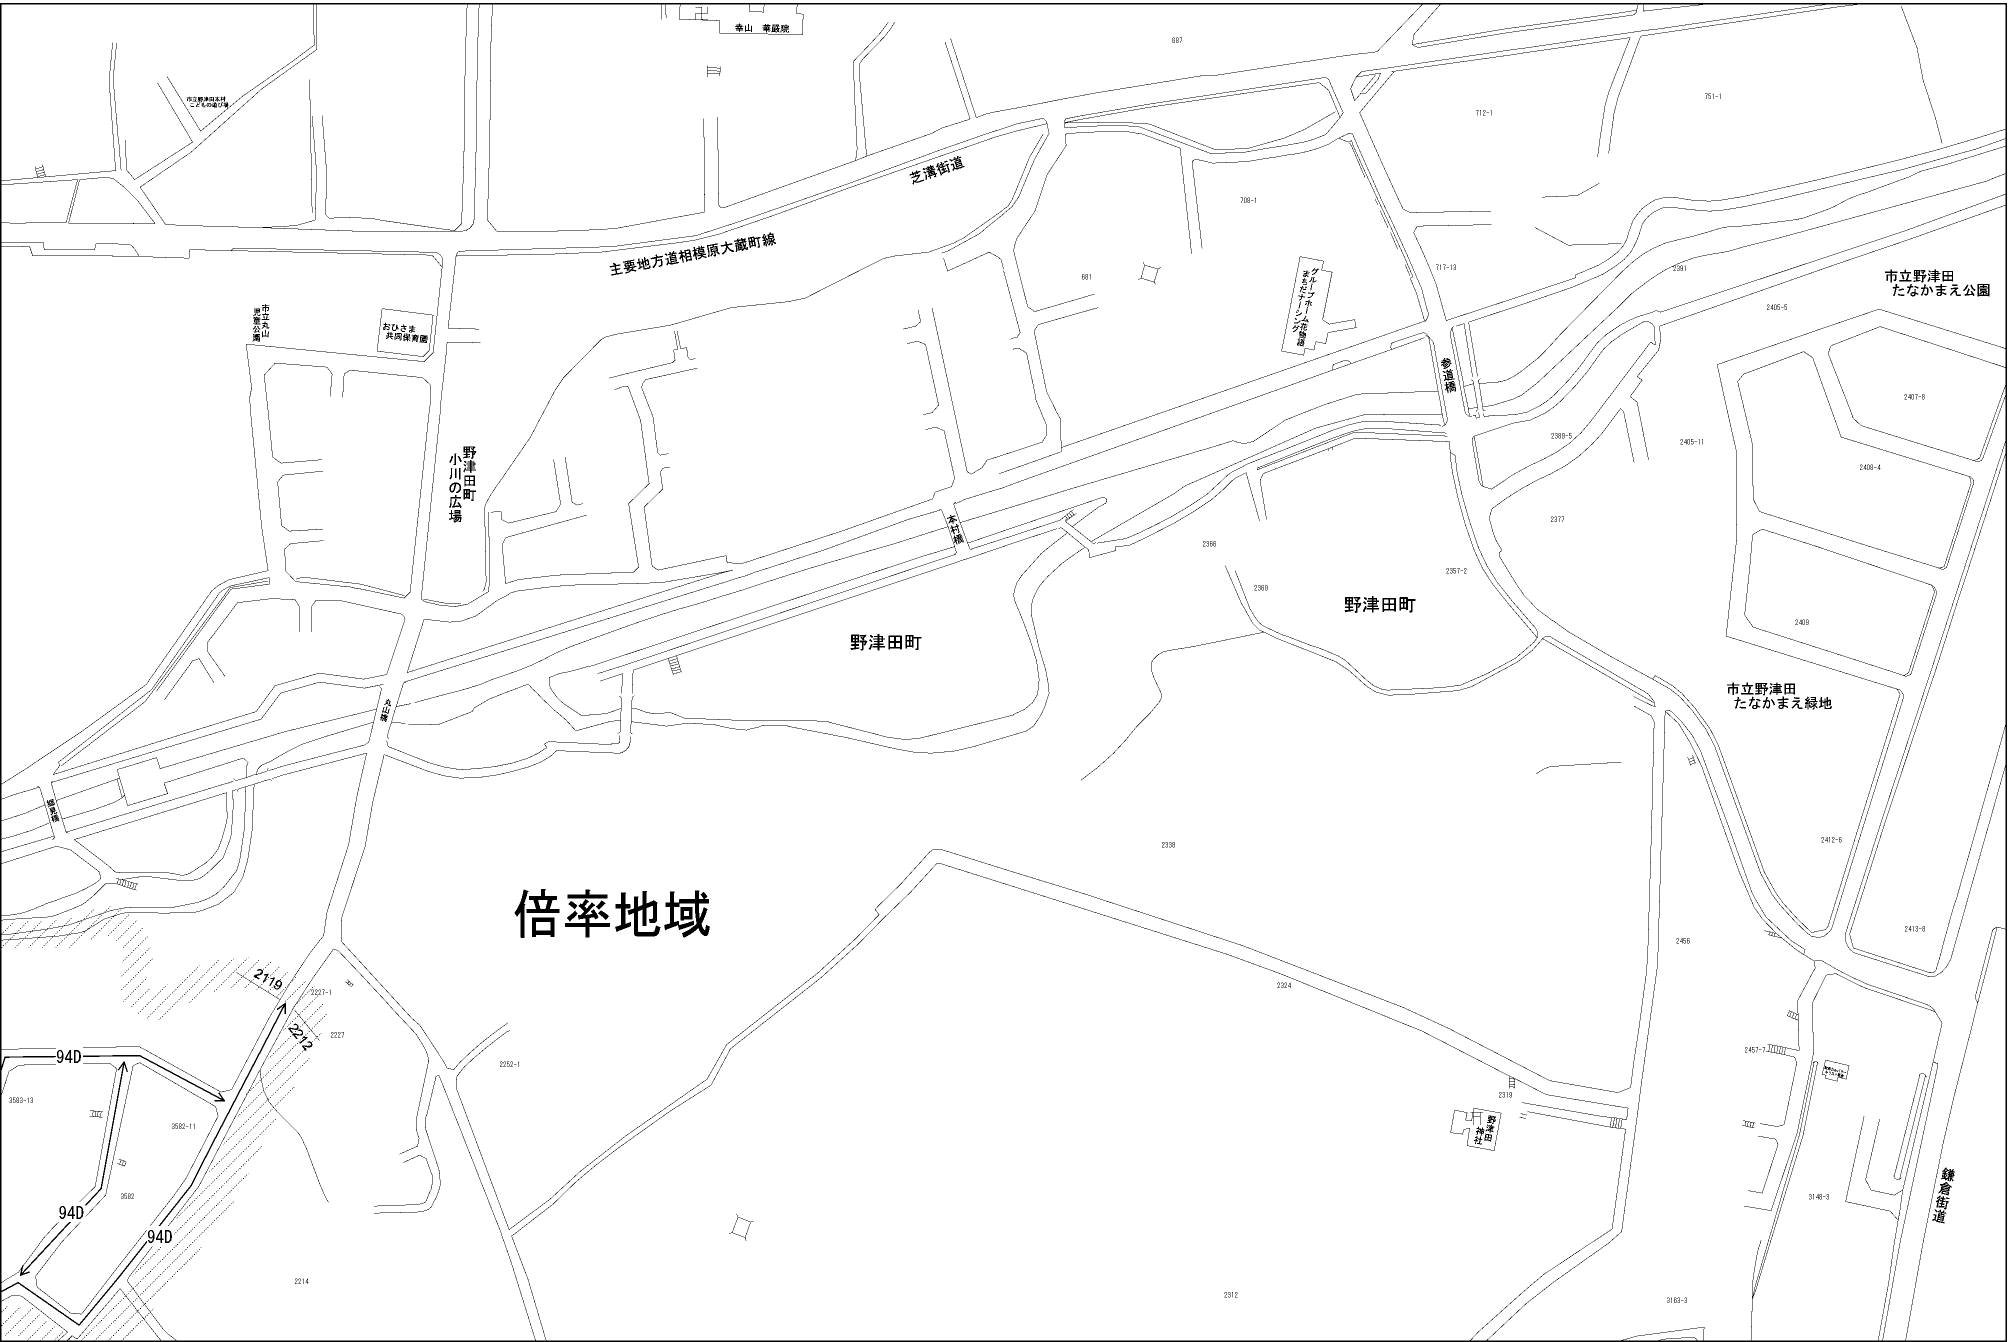 幸山　華厳院
687
市立野津田本村
こどもの遊び場
751-1
712-1
芝溝街道
708-1
主要地方道相模原大蔵町線
681
717-13
2391
グループホーム花物語
まちだナーシング
市立野津田
たなかまえ公園
2405-5
市立丸山
児童公園
おひさま
共同保育園
参道橋
2407-6
2389-5
2405-11
野津田町
小川の広場
2408-4
本村橋
2377
2366
2357-2
2369
野津田町
野津田町
2409
市立野津田
たなかまえ緑地
丸山橋
2412-6
2338
倍率地域
2413-8
2456
2119
2227-1
2324
2212
2227
2457-7
94D
2252-1
3583-13
2319
3582-11
野津田
神社
3582
3148-3
鎌倉街道
94D
94D
2214
2312
3163-3